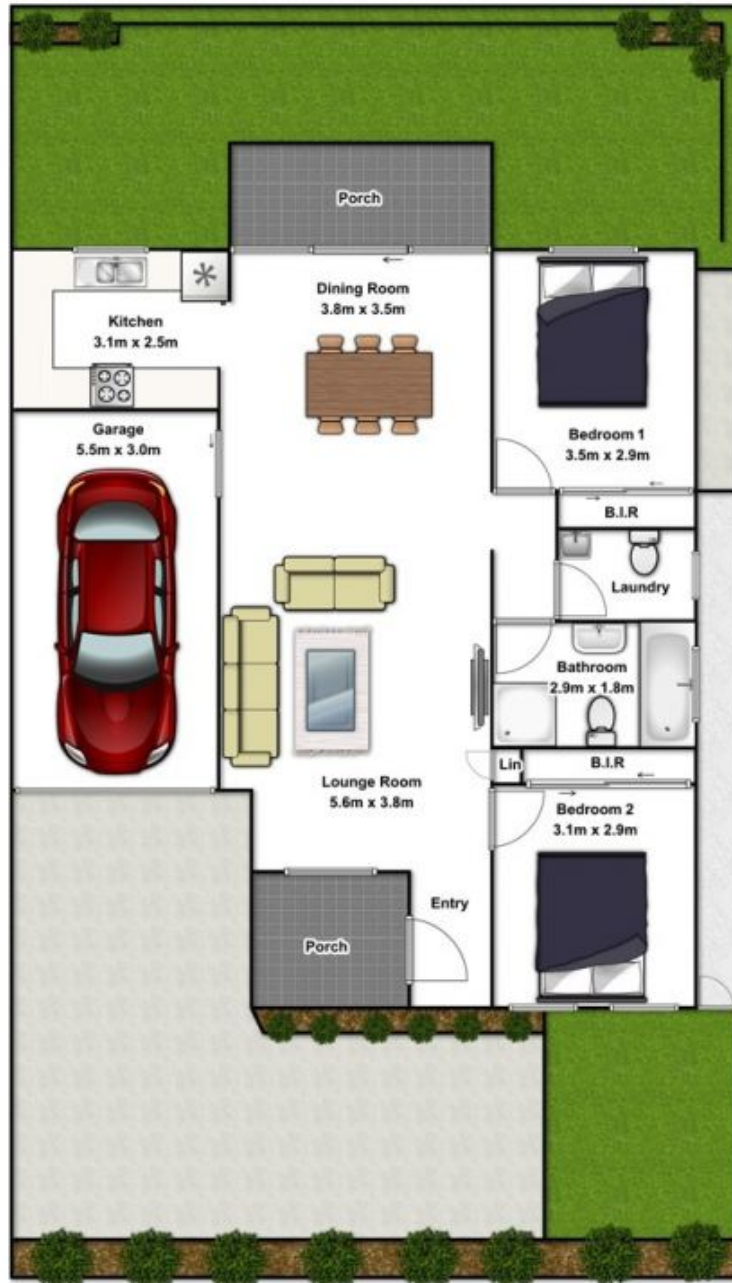 Porch
Dining Room
3.8m x 3.5m
Kitchen
3.1m x 2.5m
Garage
5.5m x 3.0m
Bedroom 1
3.5m x 2.9m
B.I.R
Laundry
Bathroom
2.9m x 1.8m
Lin
B.I.R
Lounge Room
5.6m x 3.8m
Bedroom 2
3.1m x 2.9m
Entry
Porch